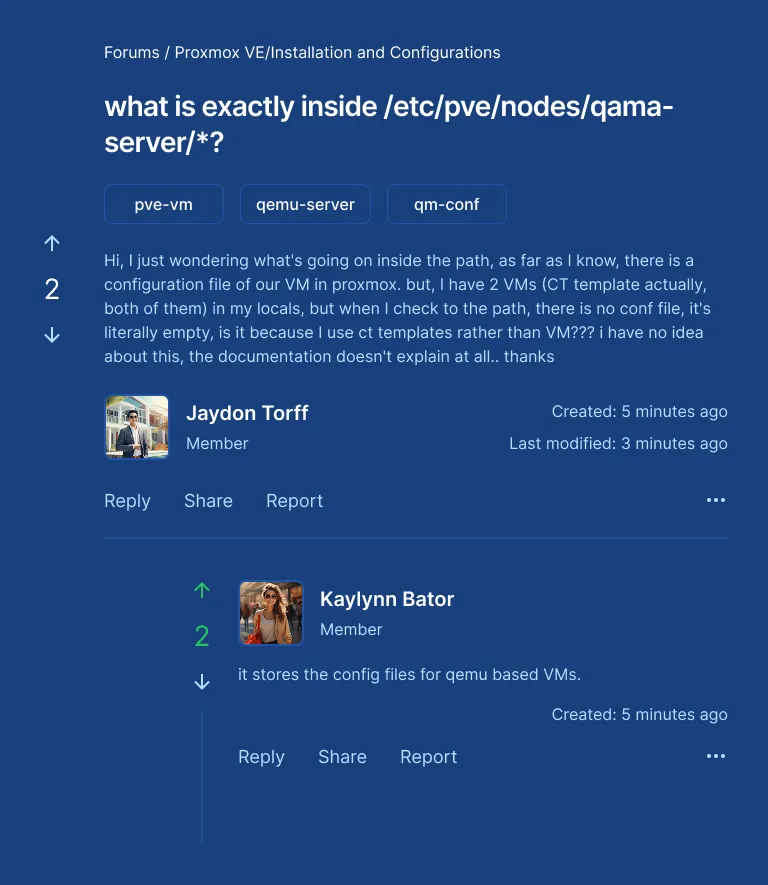 Forums / Proxmox VE/Installation and Configurations
what is exactly inside /etc/pve/nodes/qama-
server/*?
pve-vm
qemu-server
qm-conf
2
Hi, I just wondering what's going on inside the path, as far as I know, there is a
configuration file of our VM in proxmox. but, I have 2 VMs (CT template actually,
both of them) in my locals, but when I check to the path, there is no conf file, it's
literally empty, is it because I use ct templates rather than VM??? i have no idea
about this, the documentation doesn't explain at all.. thanks
Jaydon Torff
Member
Created: 5 minutes ago
Last modified: 3 minutes ago
Reply
Share
Report
2
Kaylynn Bator
Member
it stores the config files for qemu based VMs.
Created: 5 minutes ago
Reply
Share
Report